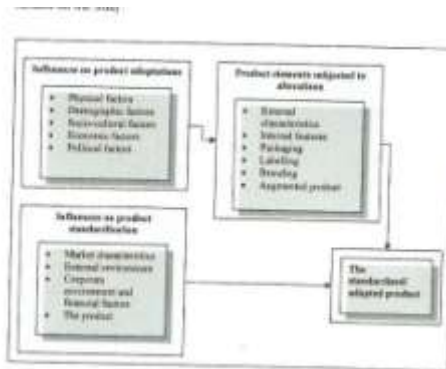 Influences on product adaptations
Physical factors
Demographic factors
Sociocultural factors
Economic factors
Political factors
Product elements subjected to
alterations
External
characteristics
Internal features
Packaging
Labelling
Branding
Augmented product
Influences on product
standardisation
Market characteristics
External environment
Corporate
environment and
financial factors
The product
The
standardised/
adapted product